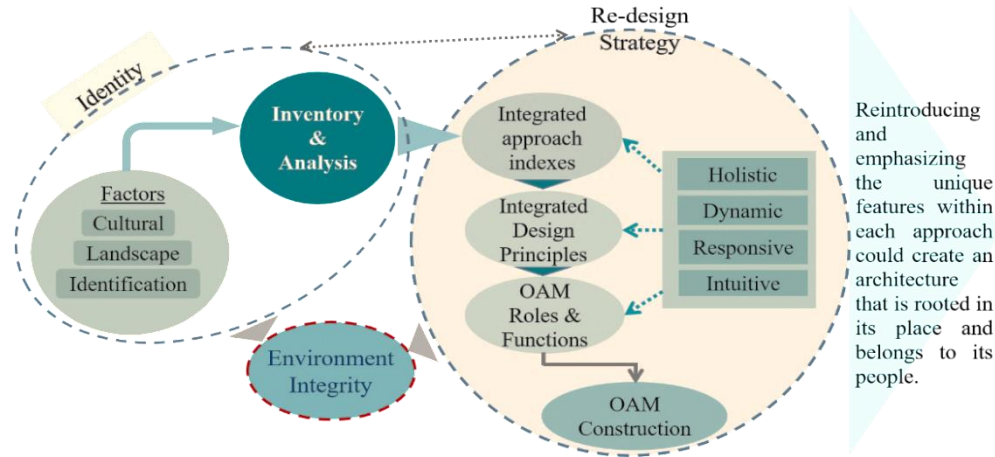 Identity
Factors
Cultural
Landscape
Identification
Inventory
&
Analysis
Environment
Integrity
Re-design
Strategy
Integrated
approach
indexes
Integrated
Design
Principles
OAM
Roles &
Functions
OAM
Construction
Holistic
Dynamic
Responsive
Intuitive
Reintroducing
and
emphasizing
the unique
features within
each approach
could create an
architecture
that is rooted in
its place and
belongs to its
people.